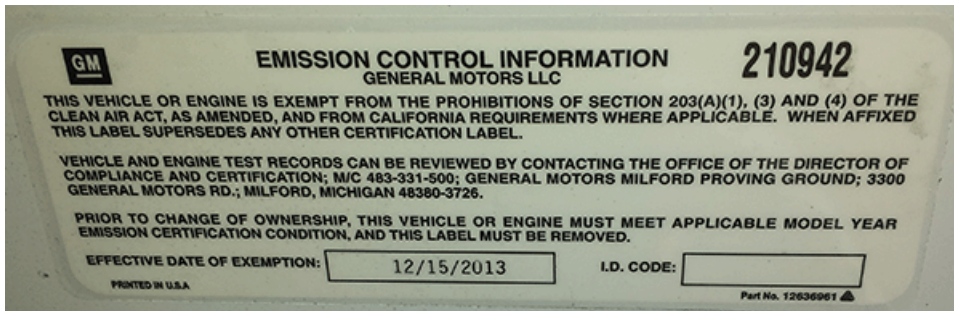 GM
EMISSION CONTROL INFORMATION
210942
GENERAL MOTORS LLC
THIS VEHICLE OR ENGINE IS EXEMPT FROM THE PROHIBITIONS OF SECTION 203(A)(1), (3) AND (4) OF THE
CLEAN AIR ACT, AS AMENDED, AND FROM CALIFORNIA REQUIREMENTS WHERE APPLICABLE. WHEN AFFIXED
THIS LABEL SUPERSEDES ANY OTHER CERTIFICATION LABEL.
VEHICLE AND ENGINE TEST RECORDS CAN BE REVIEWED BY CONTACTING THE OFFICE OF THE DIRECTOR OF
COMPLIANCE AND CERTIFICATION; M/C 483-331-500; GENERAL MOTORS MILFORD PROVING GROUND; 3300
GENERAL MOTORS RD.; MILFORD, MICHIGAN 48380-3726.
PRIOR TO CHANGE OF OWNERSHIP, THIS VEHICLE OR ENGINE MUST MEET APPLICABLE MODEL YEAR
EMISSION CERTIFICATION CONDITION, AND THIS LABEL MUST BE REMOVED.
EFFECTIVE DATE OF EXEMPTION: 12/15/2013 I.D. CODE:
PRINTED IN U.S.A
Part No. 12636961